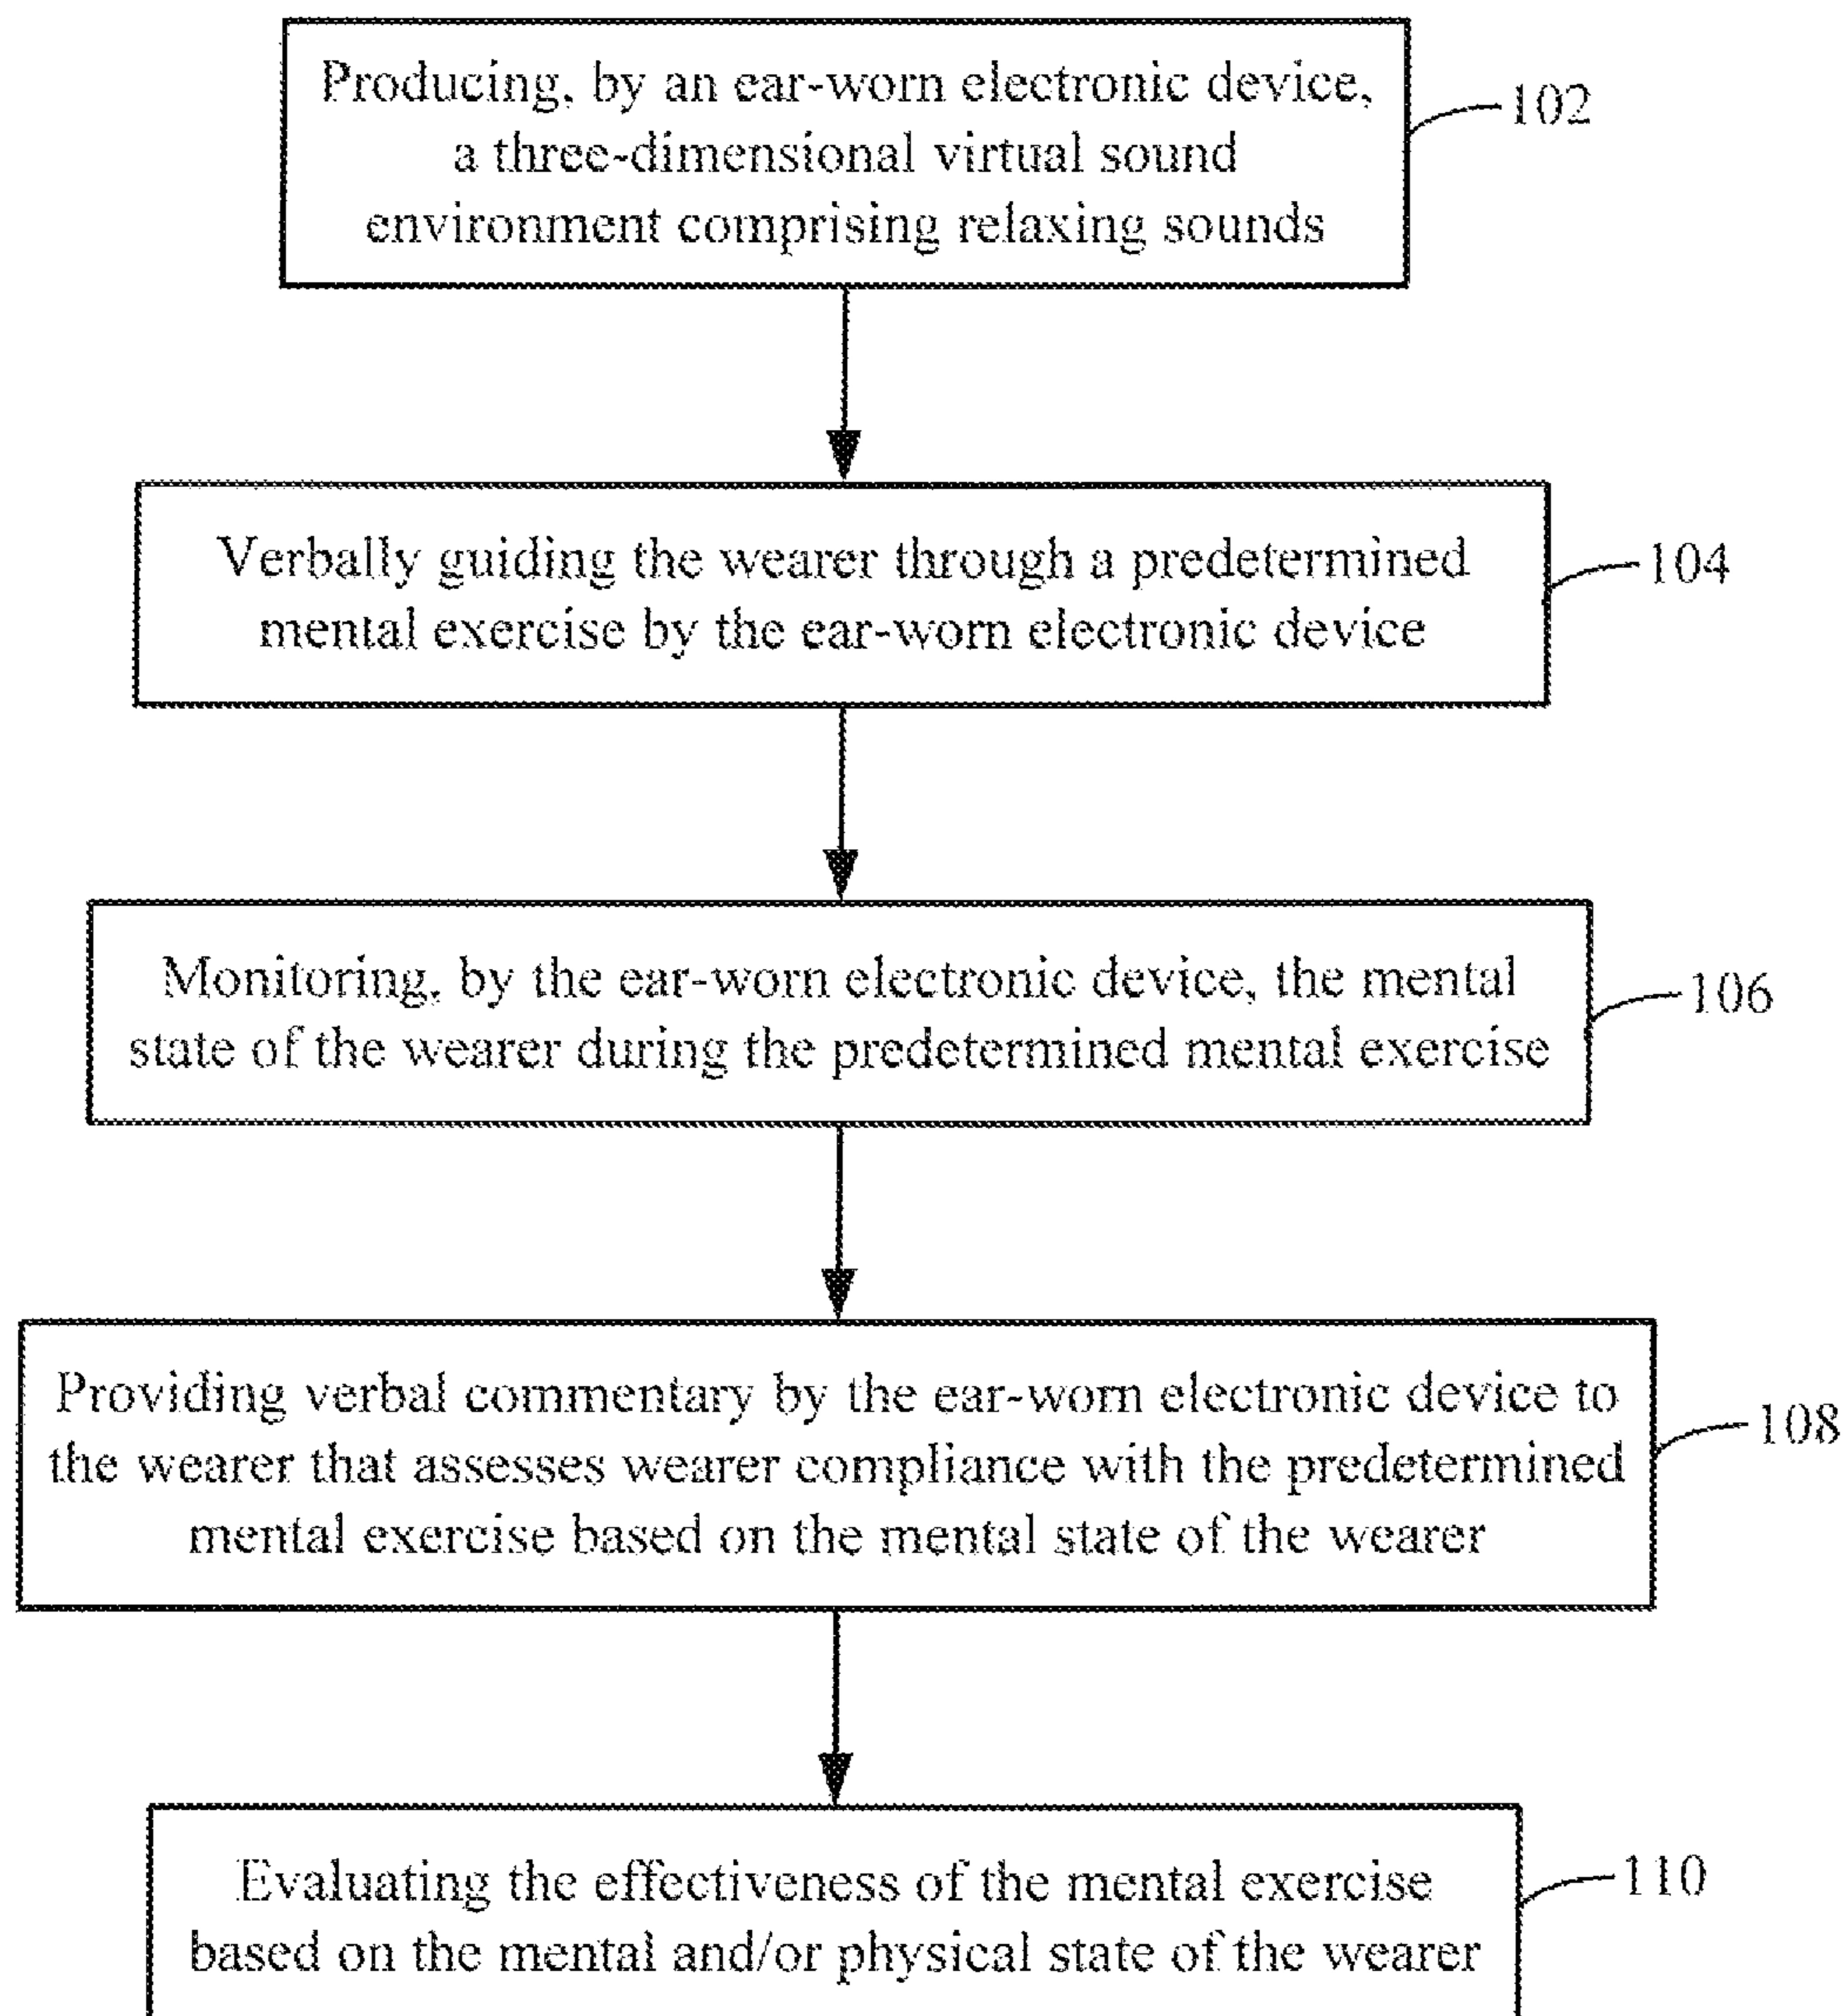 Producing, by an ear-worn electronic device,
a three-dimensional virtual sound
environment comprising relaxing sounds
102
Verbally guiding the wearer through a predetermined
mental exercise by the ear-worn electronic device
104
Monitoring, by the ear-worn electronic device, the mental
state of the wearer during the predetermined mental exercise
106
Providing verbal commentary by the ear-worn electronic device to
the wearer that assesses wearer compliance with the predetermined
mental exercise based on the mental state of the wearer
108
Evaluating the effectiveness of the mental exercise
based on the mental and/or physical state of the wearer
110